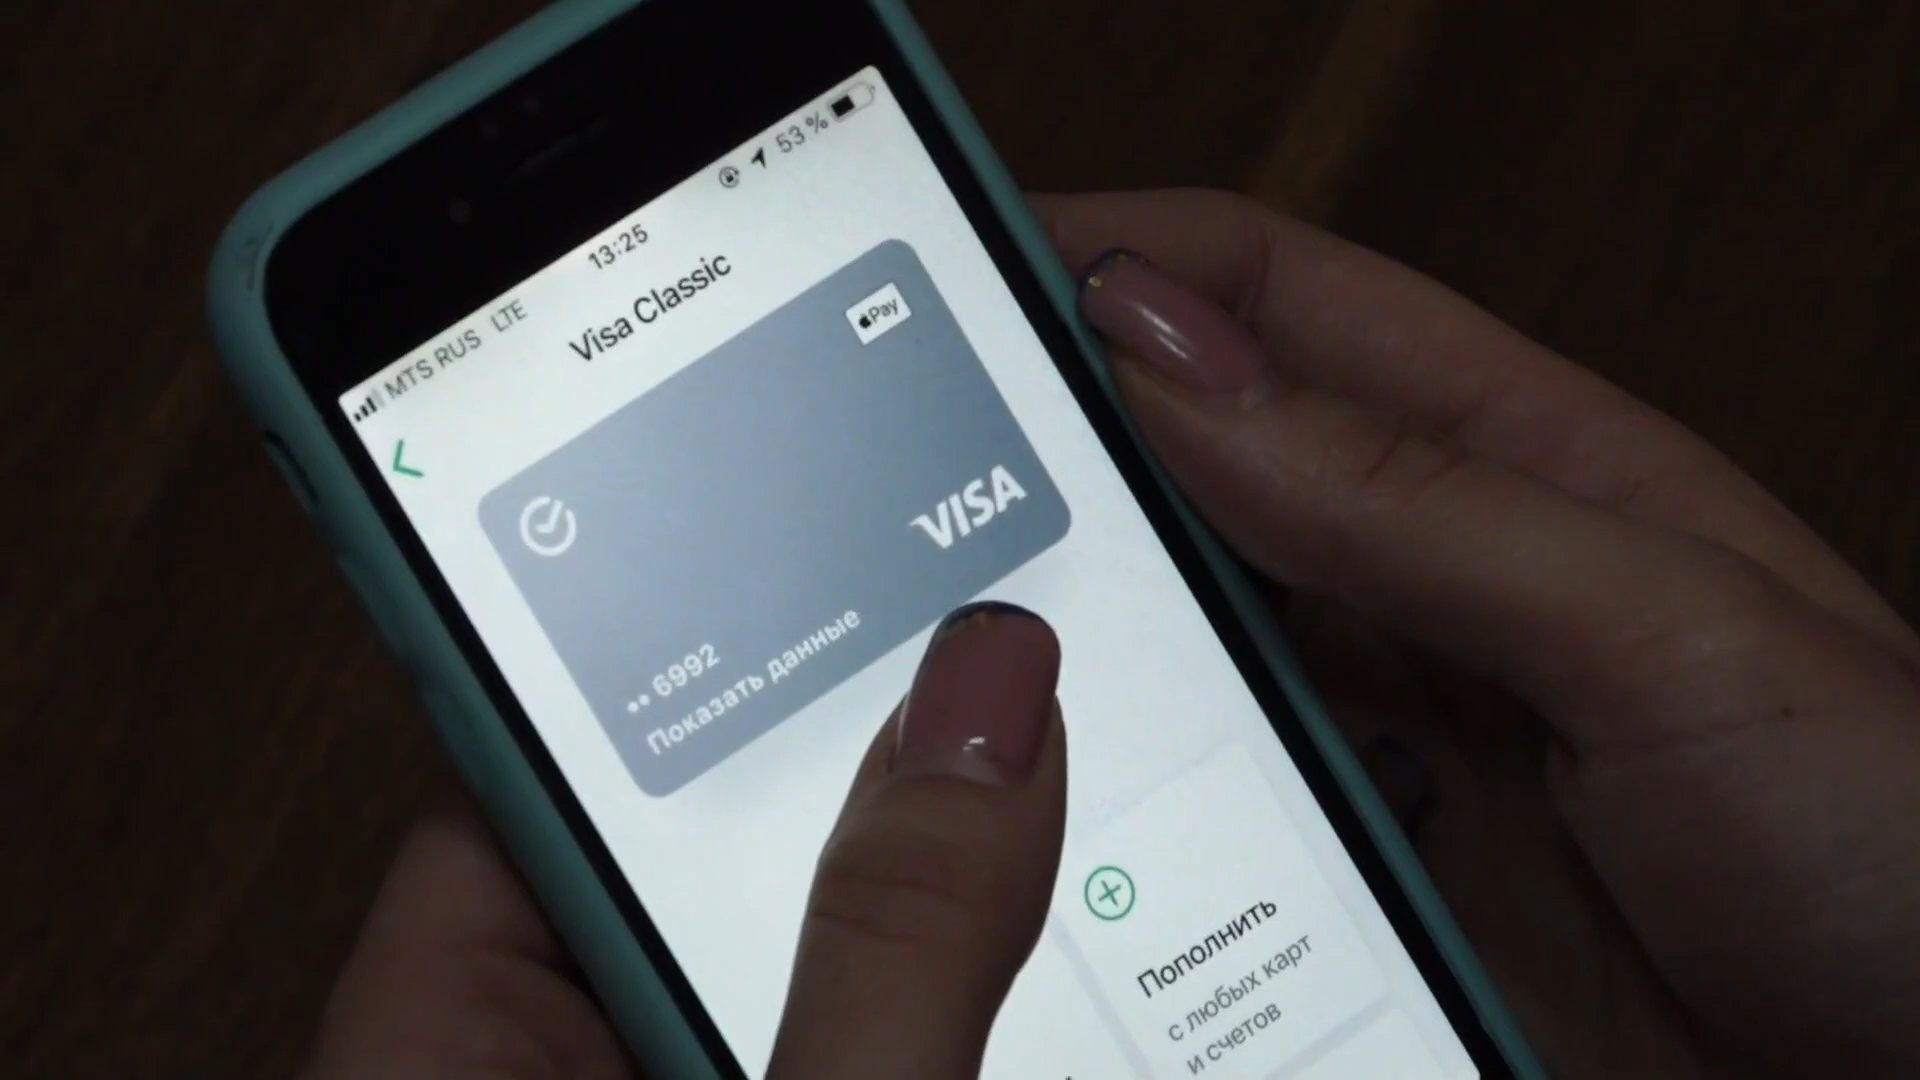 MTS RUS LTE 13:25 53 %
Visa Classic
Pay
VISA
•• 6992
Показать данные
Пополнить
с любых карт
и счетов